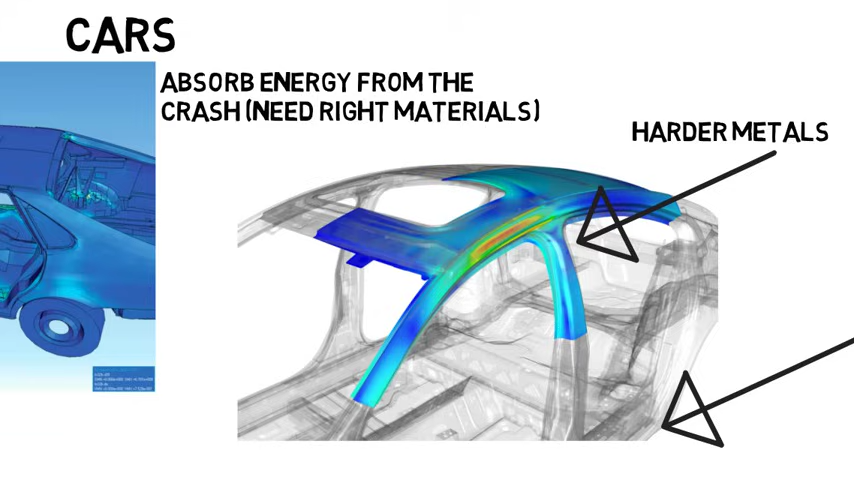 CARS
ABSORB ENERGY FROM THE
CRASH (NEED RIGHT MATERIALS)
HARDER METALS